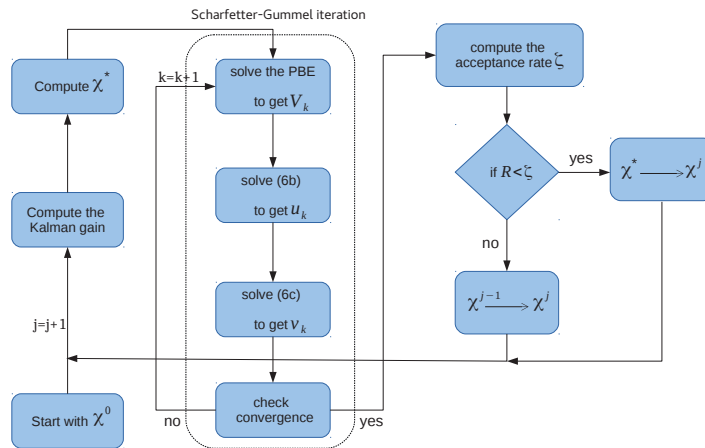 Scharfetter-Gummel iteration
Compute χ*
k=k+1
solve the PBE
to get V_k
compute the
acceptance rate ζ
if R<ζ
yes
χ* → χ^j
Compute the
Kalman gain
solve (6b)
to get u_k
no
χ^{j-1} → χ^j
solve (6c)
to get v_k
j=j+1
Start with χ^0
check
convergence
no
yes